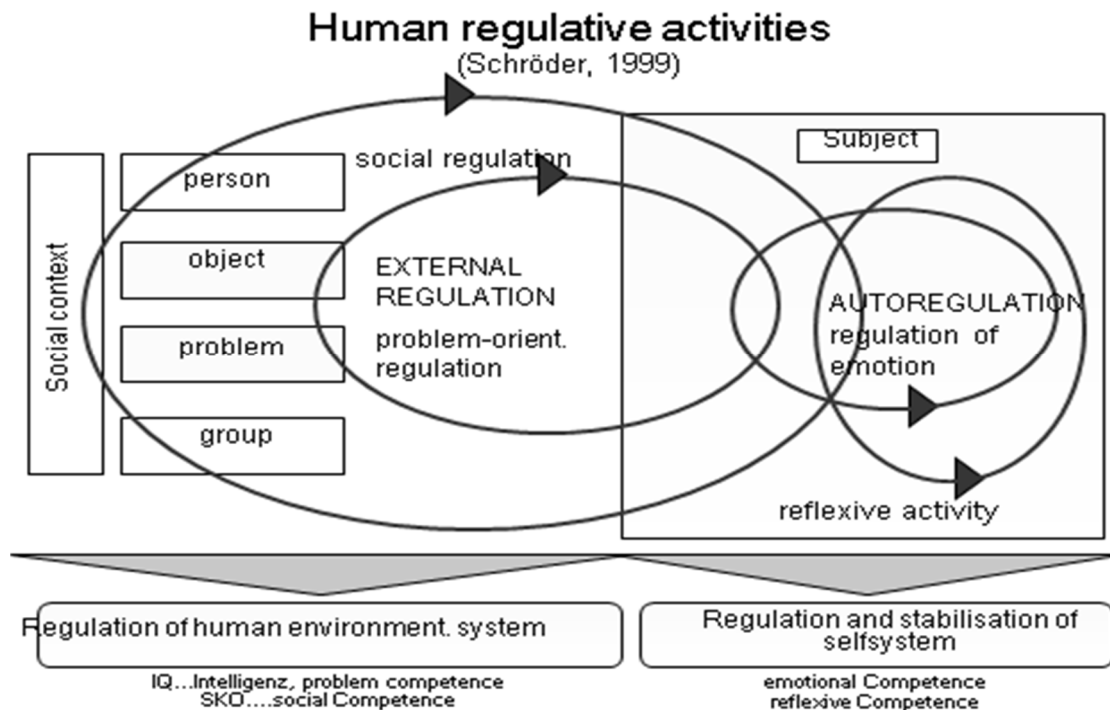 Human regulative activities
(Schröder, 1999)
Subject
social regulation
Social context
person
object
problem
group
EXTERNAL
REGULATION
problem-orient.
regulation
AUTOREGULATION
regulation of
emotion
reflexive activity
Regulation of human environment. system
IQ...Intelligenz, problem competence
SKO....social Competence
Regulation and stabilisation of
selfsystem
emotional Competence
reflexive Competence